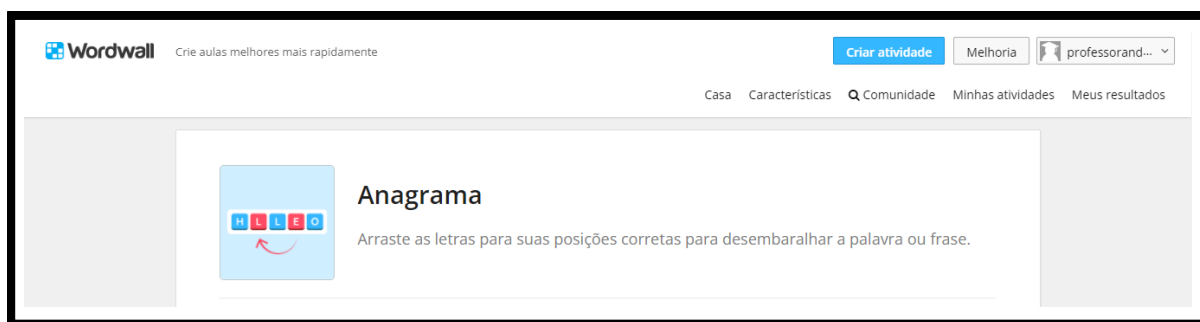 Wordwall Crie aulas melhores mais rapidamente Criar atividade Melhoria professorand...
Casa Características Comunidade Minhas atividades Meus resultados
Anagrama
H L L E O
Arraste as letras para suas posições corretas para desembaralhar a palavra ou frase.